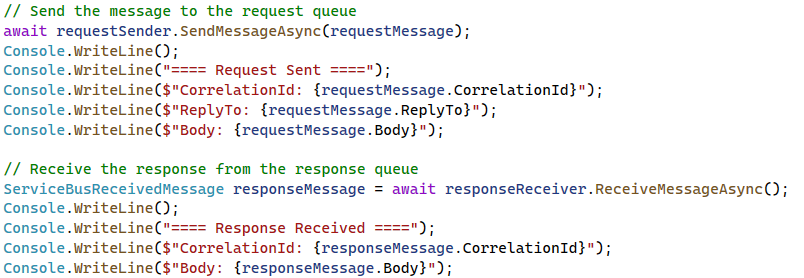 // Send the message to the request queue
await requestSender.SendMessageAsync(requestMessage);
Console.WriteLine();
Console.WriteLine("==== Request Sent ====");
Console.WriteLine($"CorrelationId: {requestMessage.CorrelationId}");
Console.WriteLine($"ReplyTo: {requestMessage.ReplyTo}");
Console.WriteLine($"Body: {requestMessage.Body}");

// Receive the response from the response queue
ServiceBusReceivedMessage responseMessage = await responseReceiver.ReceiveMessageAsync();
Console.WriteLine();
Console.WriteLine("==== Response Received ====");
Console.WriteLine($"CorrelationId: {responseMessage.CorrelationId}");
Console.WriteLine($"Body: {responseMessage.Body}");